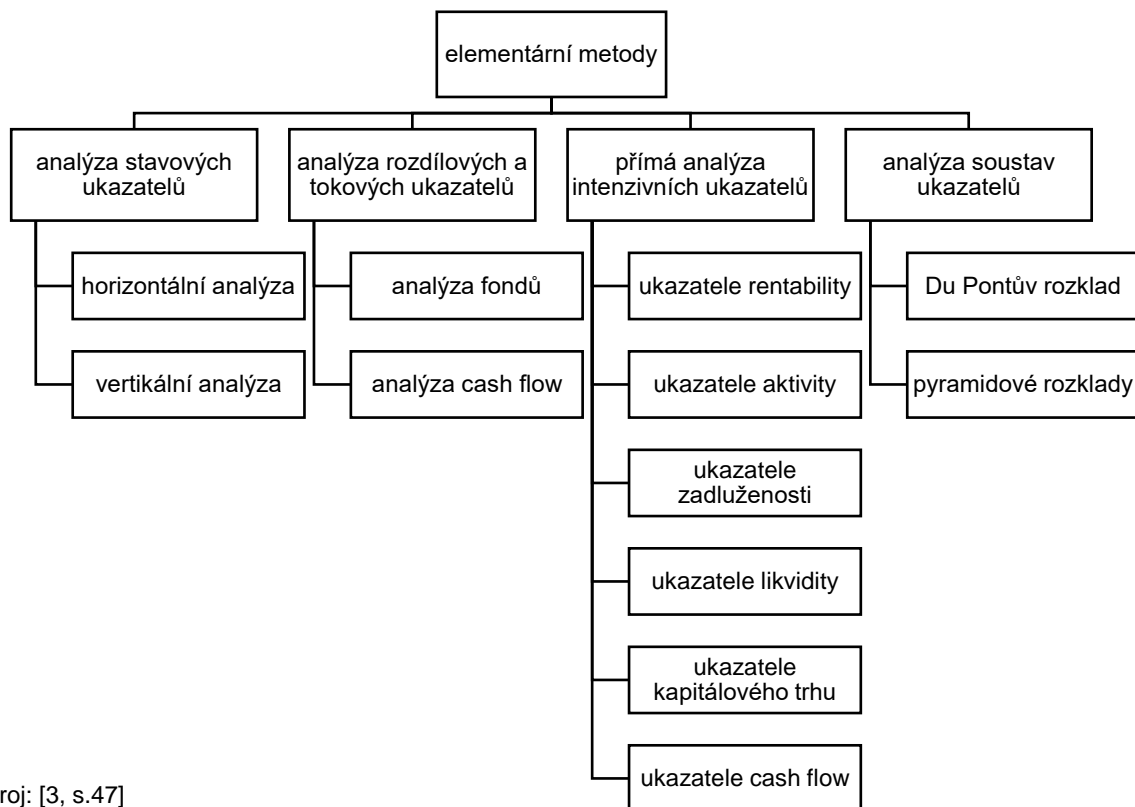 elementární metody
analýza stavových
ukazatelů
analýza rozdílových a
tokových ukazatelů
přímá analýza
intenzivních ukazatelů
analýza soustav
ukazatelů
horizontální analýza
vertikální analýza
analýza fondů
analýza cash flow
ukazatele rentability
ukazatele aktivity
ukazatele
zadluženosti
ukazatele likvidity
ukazatele
kapitálového trhu
ukazatele cash flow
Du Pontův rozklad
pyramidové rozklady
roj: [3, s.47]